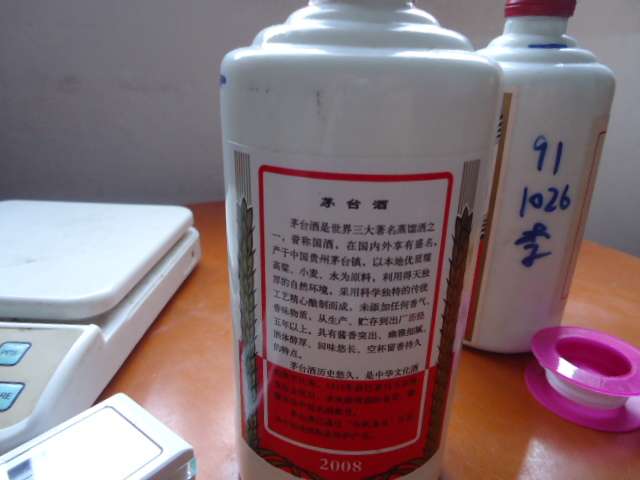 茅台酒
茅台酒是世界三大著名蒸馏酒之
一，誉称国酒，在国内外享有盛名，
产于中国贵州茅台镇，以本地优质糯
高粱、小麦、水为原料，利用得天独
厚的自然环境，采用科学独特的传统
工艺精心酿制而成，未添加任何香气、
香味物质，从生产、贮存到出厂历经
五年以上，具有酱香突出、幽雅细腻、
酒体醇厚、回味悠长、空杯留香持久
的特点。
茅台酒历史悠久，是中华文化酒
2008
91
1026
李